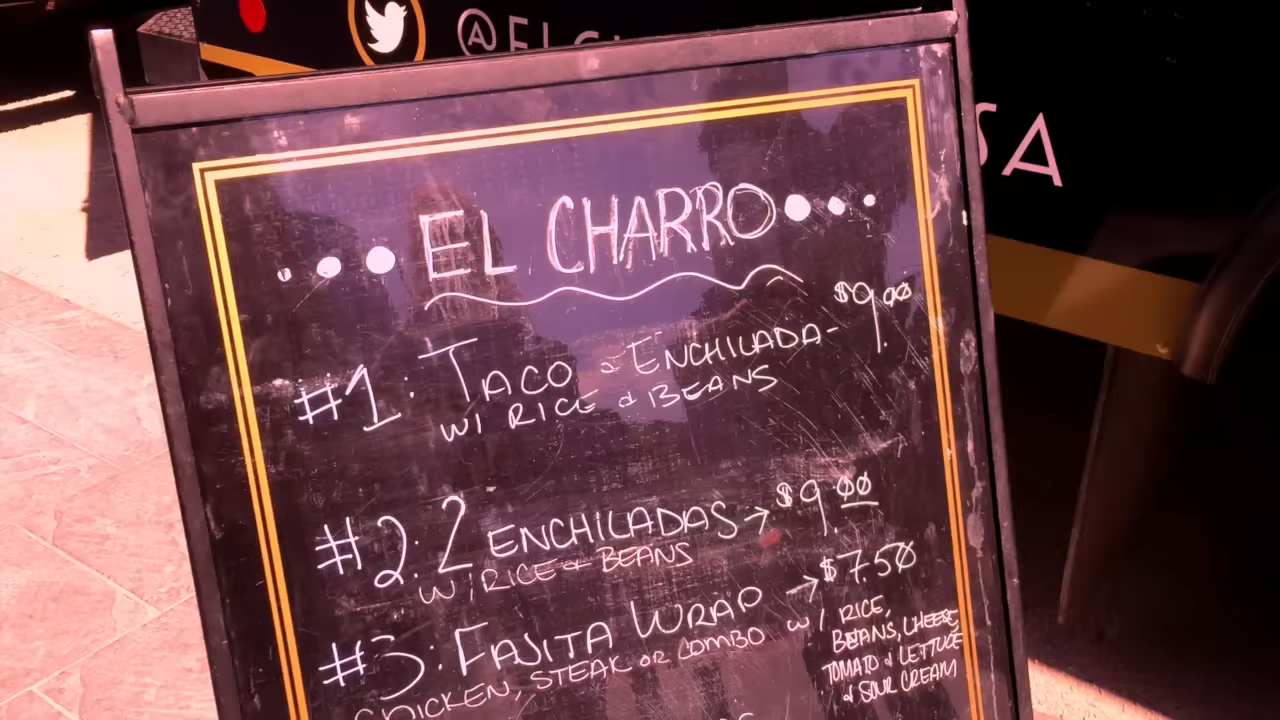 EL CHARRO
#1: TACO & ENCHILADA - $9.00
W/ RICE & BEANS
#2: 2 ENCHILADAS → $9.00
W/ RICE & BEANS
#3: FAJITA WRAP → $7.50
CHICKEN, STEAK OR COMBO W/ RICE,
BEANS, CHEESE,
TOMATO & LETTUCE
& SOUR CREAM